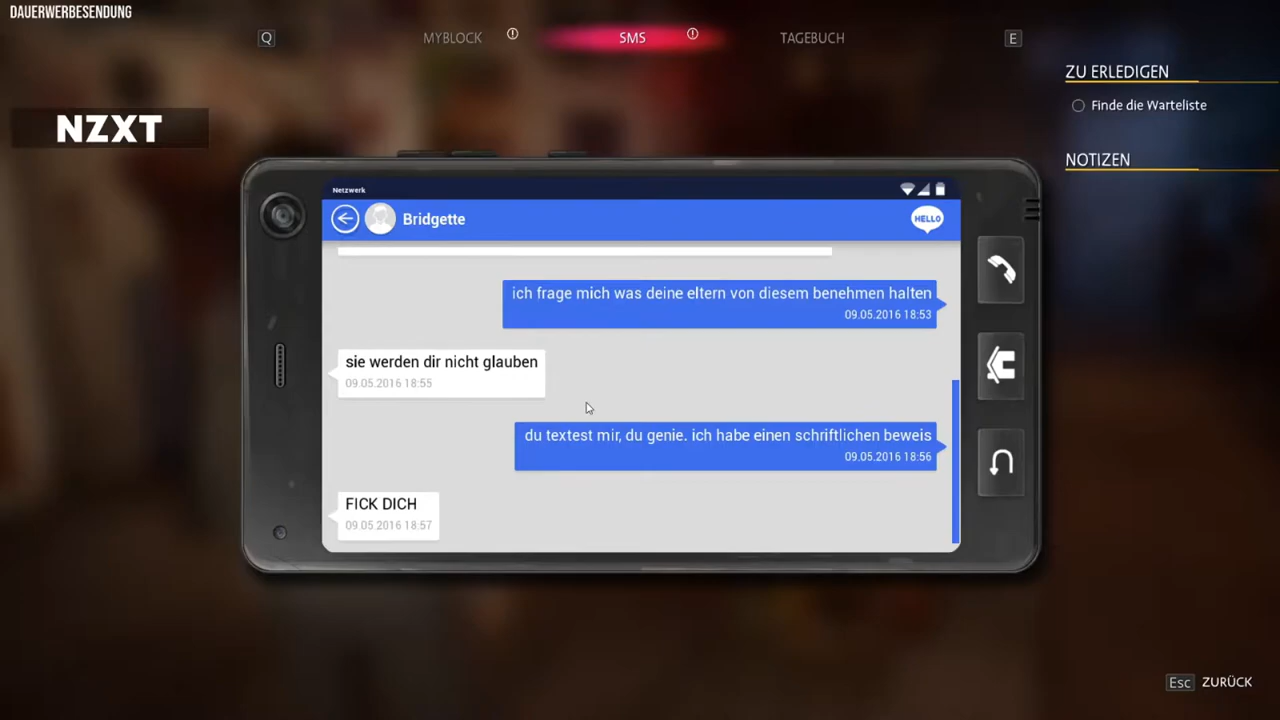 DAUERWERBESENDUNG
Q
MYBLOCK
SMS
TAGEBUCH
E
ZU ERLEDIGEN
Finde die Warteliste
NOTIZEN
NZXT
Netzwerk
Bridgette
HELLO
ich frage mich was deine eltern von diesem benehmen halten
09.05.2016 18:53
sie werden dir nicht glauben
09.05.2016 18:55
du textest mir, du genie. ich habe einen schriftlichen beweis
09.05.2016 18:56
FICK DICH
09.05.2016 18:57
Esc ZURÜCK